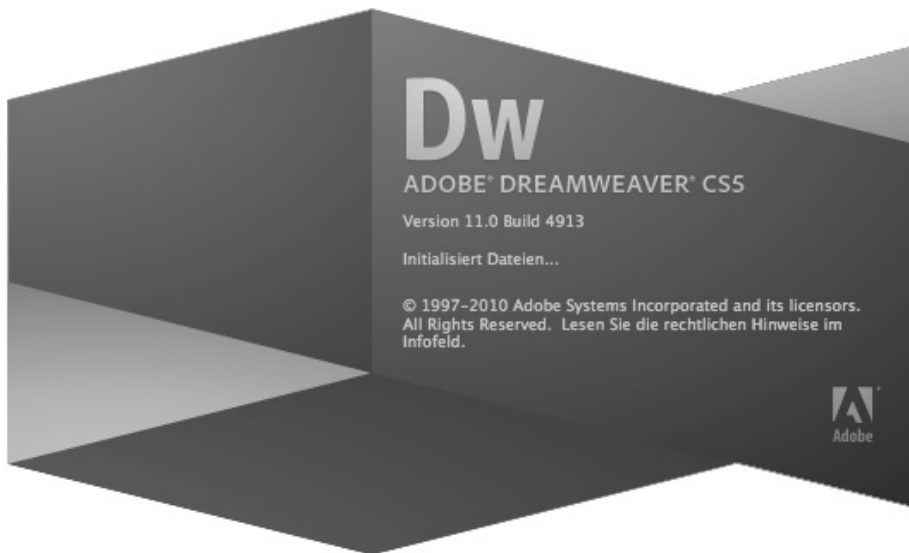 Dw
ADOBE® DREAMWEAVER® CS5
Version 11.0 Build 4913
Initialisiert Dateien...
© 1997–2010 Adobe Systems Incorporated and its licensors.
All Rights Reserved.  Lesen Sie die rechtlichen Hinweise im
Infofeld.
Adobe